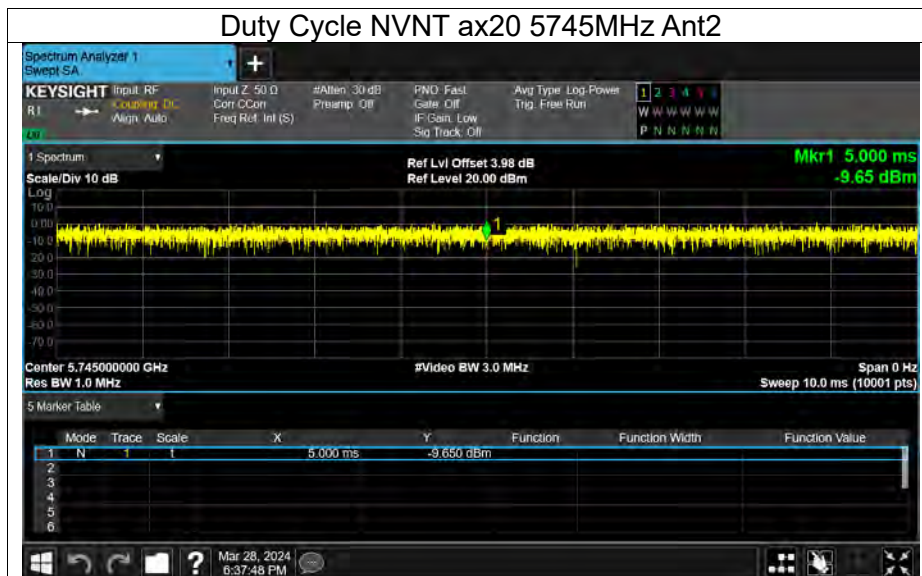 Duty Cycle NVNT ax20 5745MHz Ant2
Spectrum Analyzer 1
Swept SA
+
KEYSIGHT Input: RF Input Z: 50 Ω #Atten: 30 dB PNO: Fast Avg Type: Log-Power 1 2 3 4 5 6
R L Coupling: DC Corr CCorr Preamp: Off Gate: Off Trig: Free Run W W W W W W
Align: Auto Freq Ref: Int (S) IF Gain: Low P N N N N N
Sig Track: Off
1 Spectrum Ref Lvl Offset 3.98 dB Mkr1 5.000 ms
Scale/Div 10 dB Ref Level 20.00 dBm -9.65 dBm
Log
10.0
0.00
1
-10.0
-20.0
-30.0
-40.0
-50.0
-60.0
-70.0
Center 5.745000000 GHz #Video BW 3.0 MHz Span 0 Hz
Res BW 1.0 MHz Sweep 10.0 ms (10001 pts)
5 Marker Table
Mode Trace Scale X Y Function Function Width Function Value
1 N 1 t 5.000 ms -9.650 dBm
2
3
4
5
6
? Mar 28, 2024
6:37:48 PM